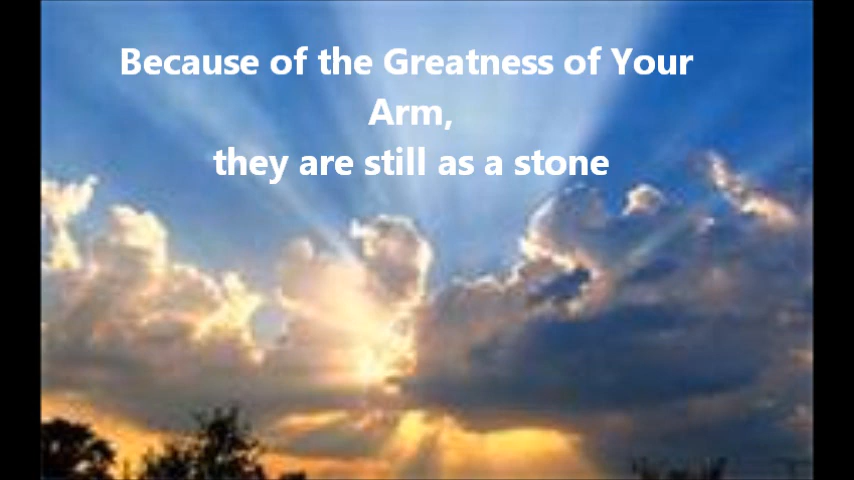 Because of the Greatness of Your
Arm,
they are still as a stone